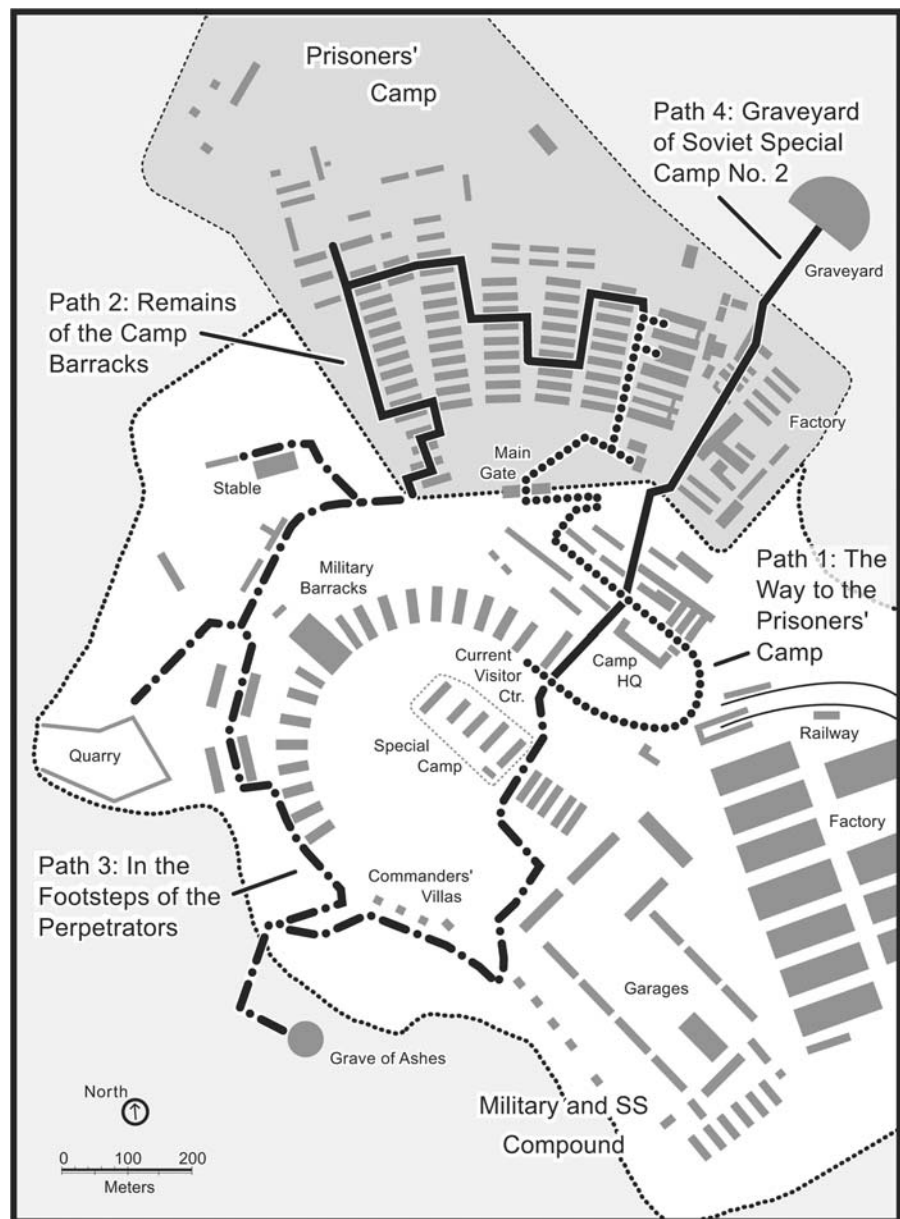 Prisoners'
Camp
Path 4: Graveyard
of Soviet Special
Camp No. 2
Graveyard
Path 2: Remains
of the Camp
Barracks
Factory
Main
Gate
Stable
Military
Barracks
Path 1: The
Way to the
Prisoners'
Camp
Current
Visitor
Ctr.
Camp
HQ
Special
Camp
Railway
Quarry
Factory
Path 3: In the
Footsteps of the
Perpetrators
Commanders'
Villas
Garages
Grave of Ashes
North
Military and SS
Compound
0 100 200
Meters